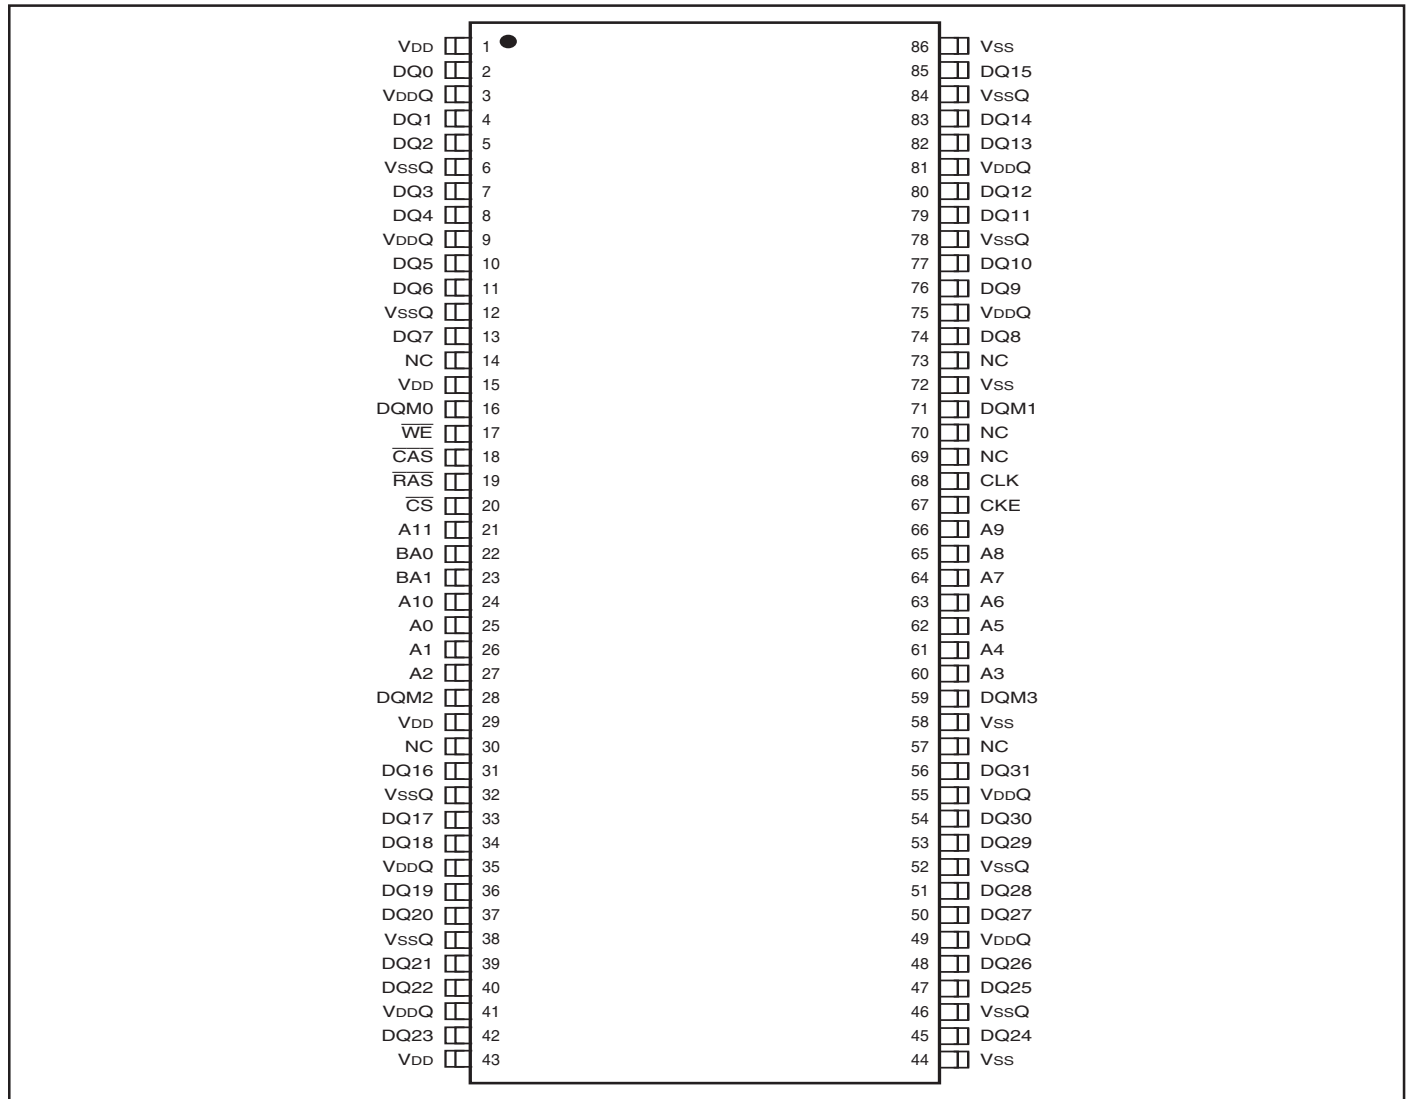 VDD 1 86 VSS
DQ0 2 85 DQ15
VDDQ 3 84 VSSQ
DQ1 4 83 DQ14
DQ2 5 82 DQ13
VSSQ 6 81 VDDQ
DQ3 7 80 DQ12
DQ4 8 79 DQ11
VDDQ 9 78 VSSQ
DQ5 10 77 DQ10
DQ6 11 76 DQ9
VSSQ 12 75 VDDQ
DQ7 13 74 DQ8
NC 14 73 NC
VDD 15 72 VSS
DQM0 16 71 DQM1
W̅E̅ 17 70 NC
C̅A̅S̅ 18 69 NC
R̅A̅S̅ 19 68 CLK
C̅S̅ 20 67 CKE
A11 21 66 A9
BA0 22 65 A8
BA1 23 64 A7
A10 24 63 A6
A0 25 62 A5
A1 26 61 A4
A2 27 60 A3
DQM2 28 59 DQM3
VDD 29 58 VSS
NC 30 57 NC
DQ16 31 56 DQ31
VSSQ 32 55 VDDQ
DQ17 33 54 DQ30
DQ18 34 53 DQ29
VDDQ 35 52 VSSQ
DQ19 36 51 DQ28
DQ20 37 50 DQ27
VSSQ 38 49 VDDQ
DQ21 39 48 DQ26
DQ22 40 47 DQ25
VDDQ 41 46 VSSQ
DQ23 42 45 DQ24
VDD 43 44 VSS